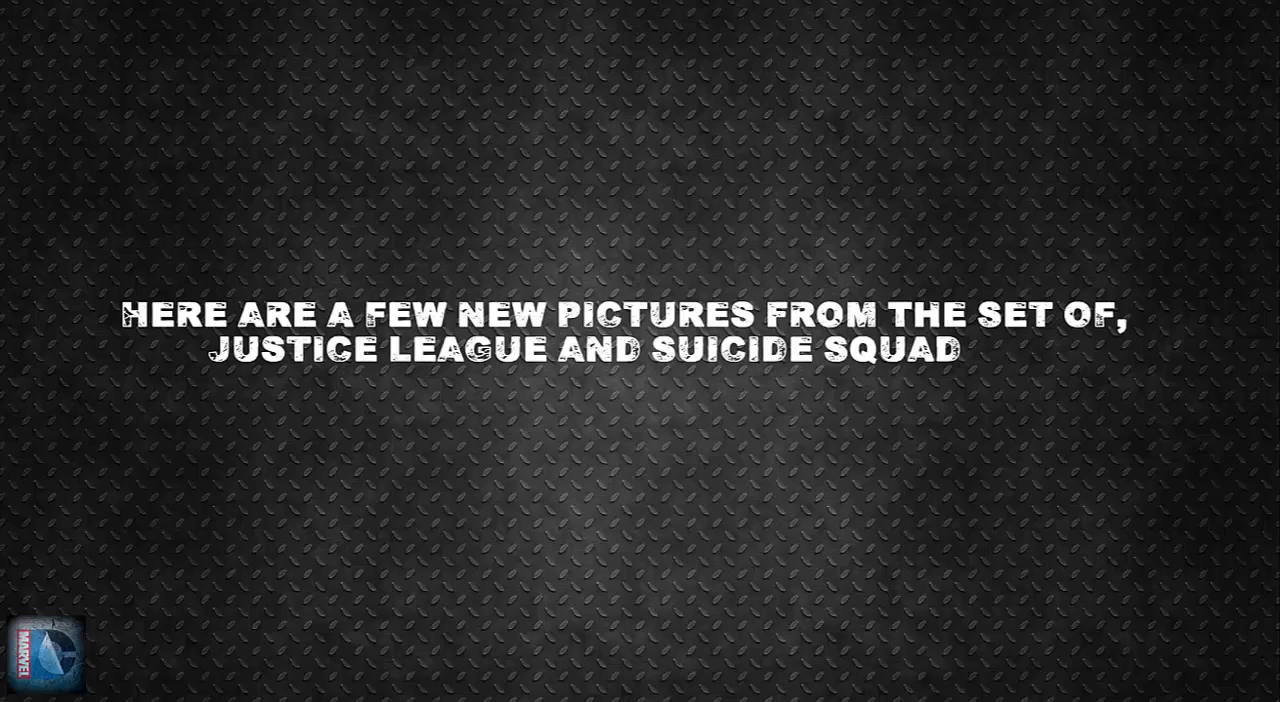 HERE ARE A FEW NEW PICTURES FROM THE SET OF,
JUSTICE LEAGUE AND SUICIDE SQUAD
MARVEL